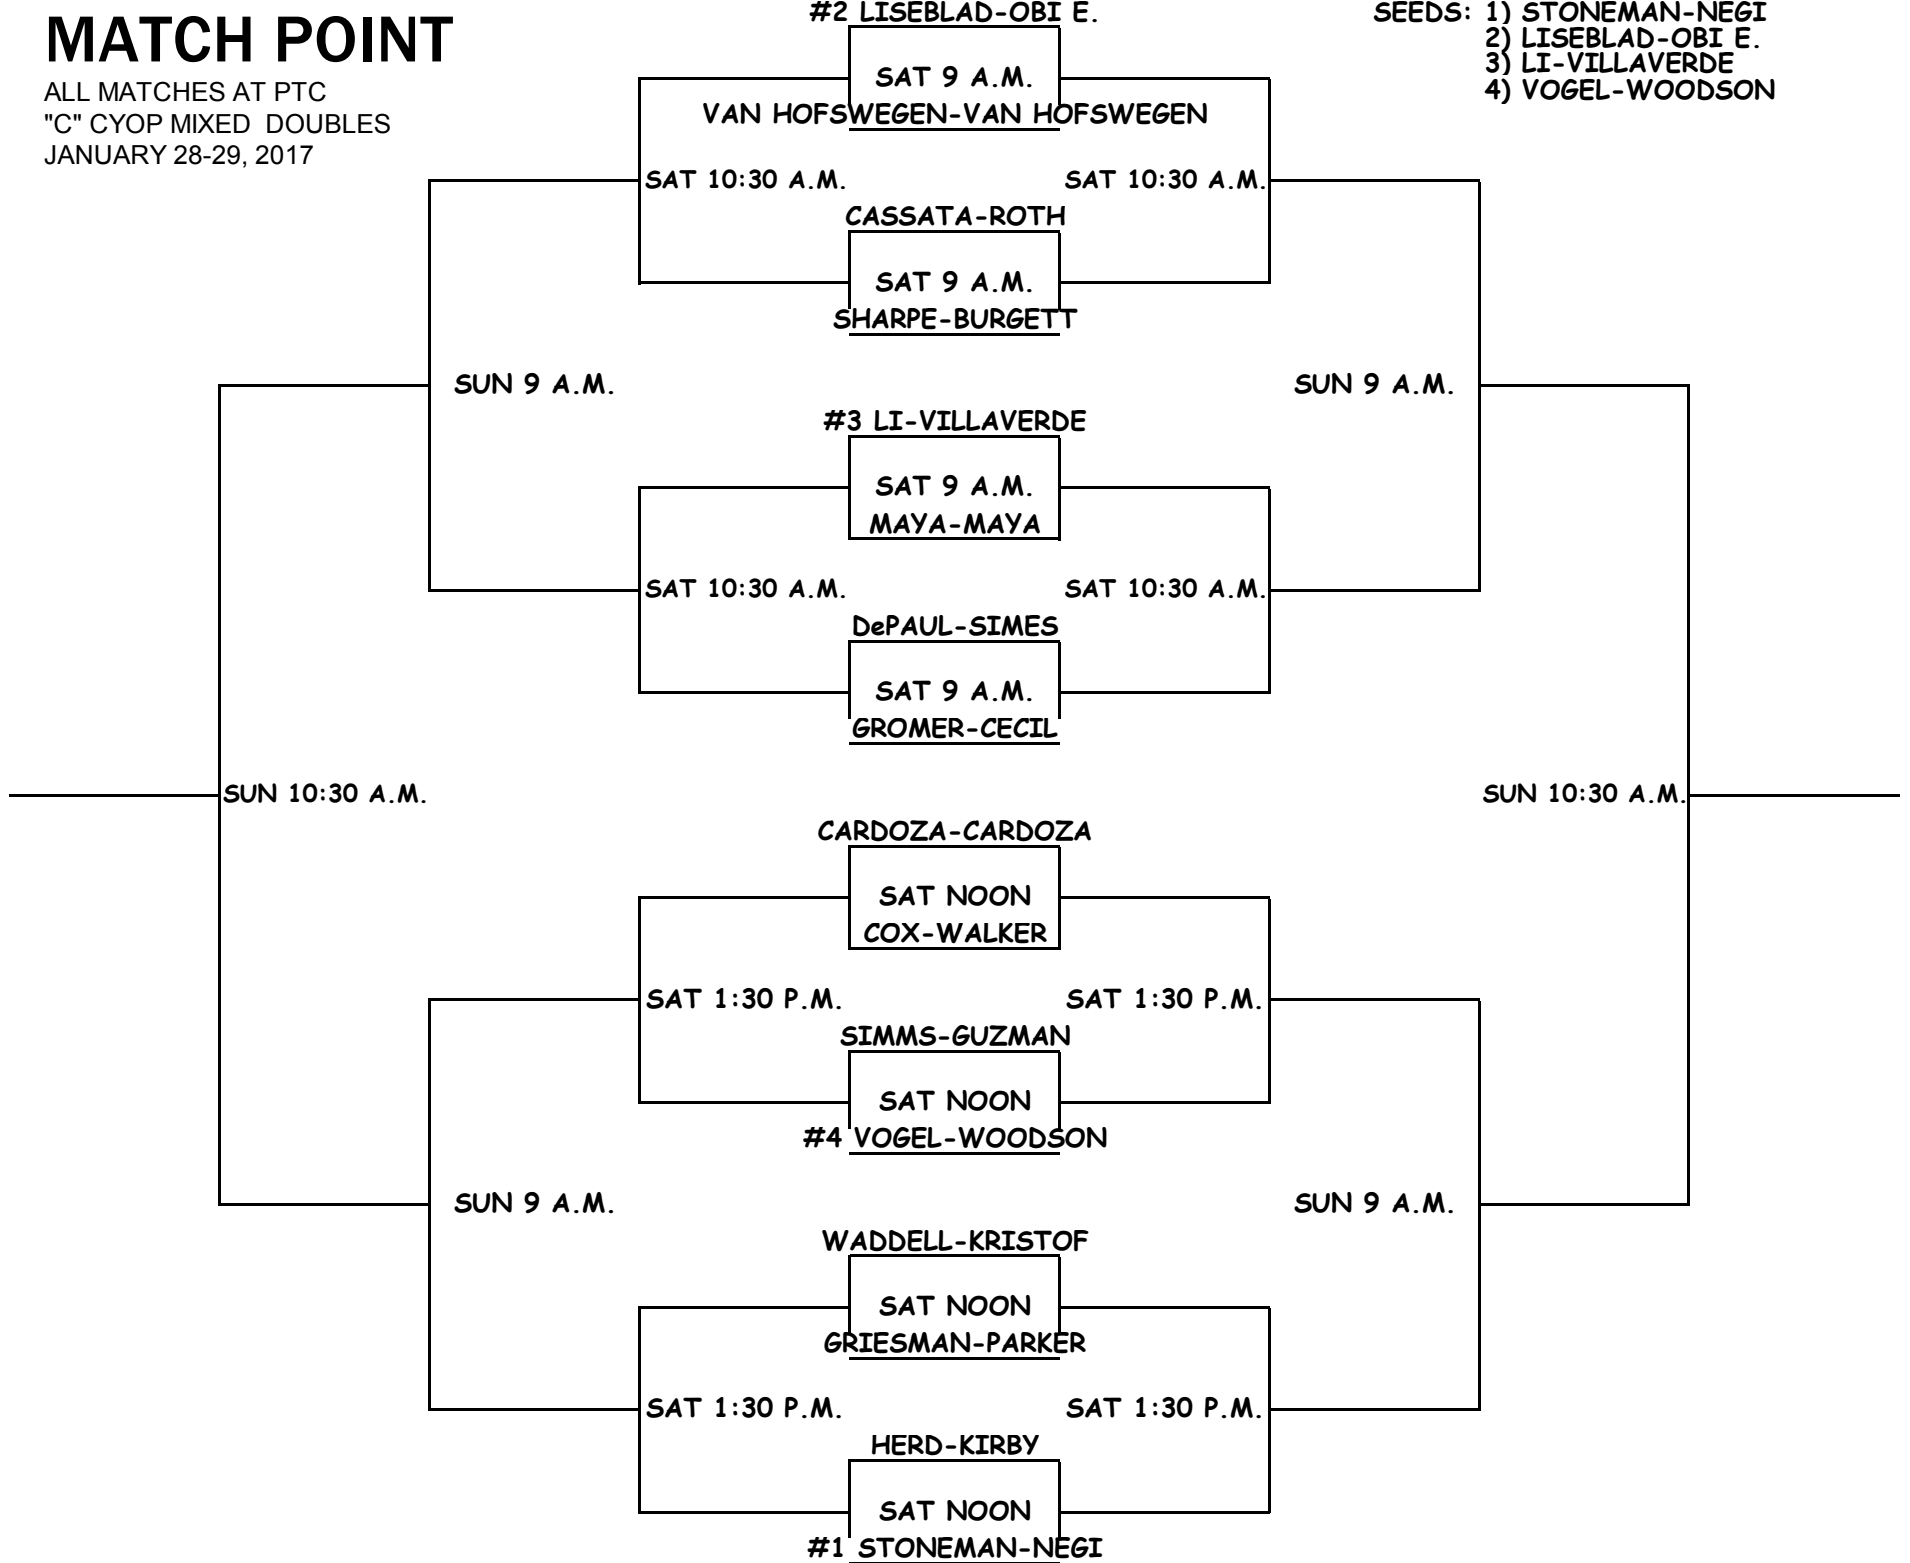 MATCH POINT
ALL MATCHES AT PTC
"C" CYOP MIXED DOUBLES
JANUARY 28-29, 2017
SEEDS: 1) STONEMAN-NEGI
2) LISEBLAD-OBI E.
3) LI-VILLAVERDE
4) VOGEL-WOODSON
#2 LISEBLAD-OBI E.
SAT 9 A.M.
VAN HOFSWEGEN-VAN HOFSWEGEN
SAT 10:30 A.M. SAT 10:30 A.M.
CASSATA-ROTH
SAT 9 A.M.
SHARPE-BURGETT
SUN 9 A.M. SUN 9 A.M.
#3 LI-VILLAVERDE
SAT 9 A.M.
MAYA-MAYA
SAT 10:30 A.M. SAT 10:30 A.M.
DePAUL-SIMES
SAT 9 A.M.
GROMER-CECIL
SUN 10:30 A.M. SUN 10:30 A.M.
CARDOZA-CARDOZA
SAT NOON
COX-WALKER
SAT 1:30 P.M. SAT 1:30 P.M.
SIMMS-GUZMAN
SAT NOON
#4 VOGEL-WOODSON
SUN 9 A.M. SUN 9 A.M.
WADDELL-KRISTOF
SAT NOON
GRIESMAN-PARKER
SAT 1:30 P.M. SAT 1:30 P.M.
HERD-KIRBY
SAT NOON
#1 STONEMAN-NEGI